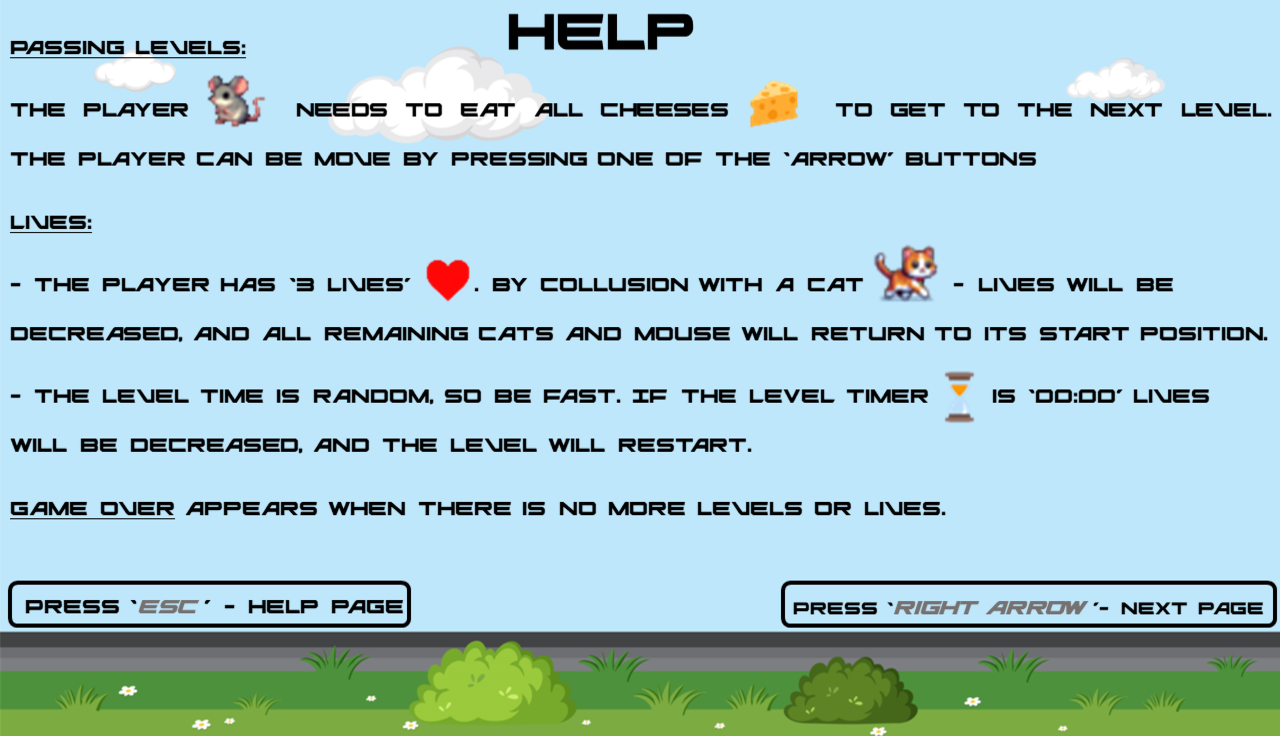 HELP
PASSING LEVELS:
THE PLAYER NEEDS TO EAT ALL CHEESES TO GET TO THE NEXT LEVEL.
THE PLAYER CAN BE MOVE BY PRESSING ONE OF THE `ARROW´ BUTTONS
LIVES:
- THE PLAYER HAS `3 LIVES´ . BY COLLUSION WITH A CAT - LIVES WILL BE
DECREASED, AND ALL REMAINING CATS AND MOUSE WILL RETURN TO ITS START POSITION.
- THE LEVEL TIME IS RANDOM, SO BE FAST. IF THE LEVEL TIMER IS `00:00´ LIVES
WILL BE DECREASED, AND THE LEVEL WILL RESTART.
GAME OVER APPEARS WHEN THERE IS NO MORE LEVELS OR LIVES.
PRESS `ESC´ - HELP PAGE
PRESS `RIGHT ARROW´- NEXT PAGE